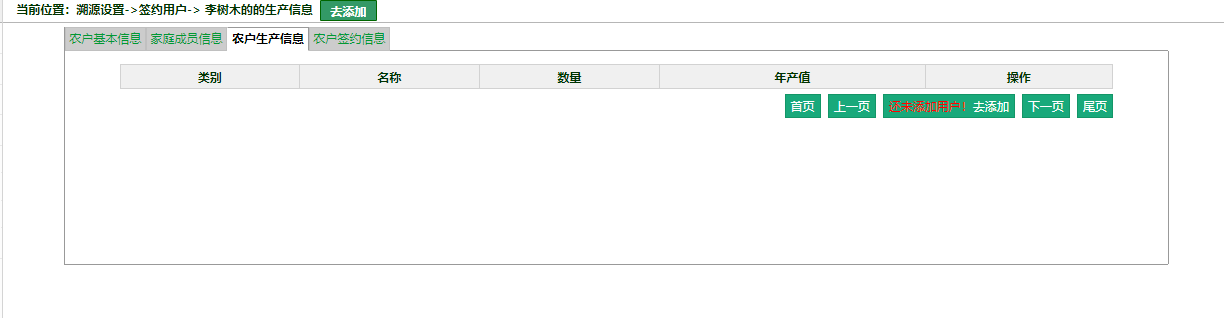 当前位置：溯源设置->签约用户-> 李树木的的生产信息 去添加
农户基本信息 家庭成员信息 农户生产信息 农户签约信息
类别 名称 数量 年产值 操作
首页 上一页 还未添加用户！去添加 下一页 尾页